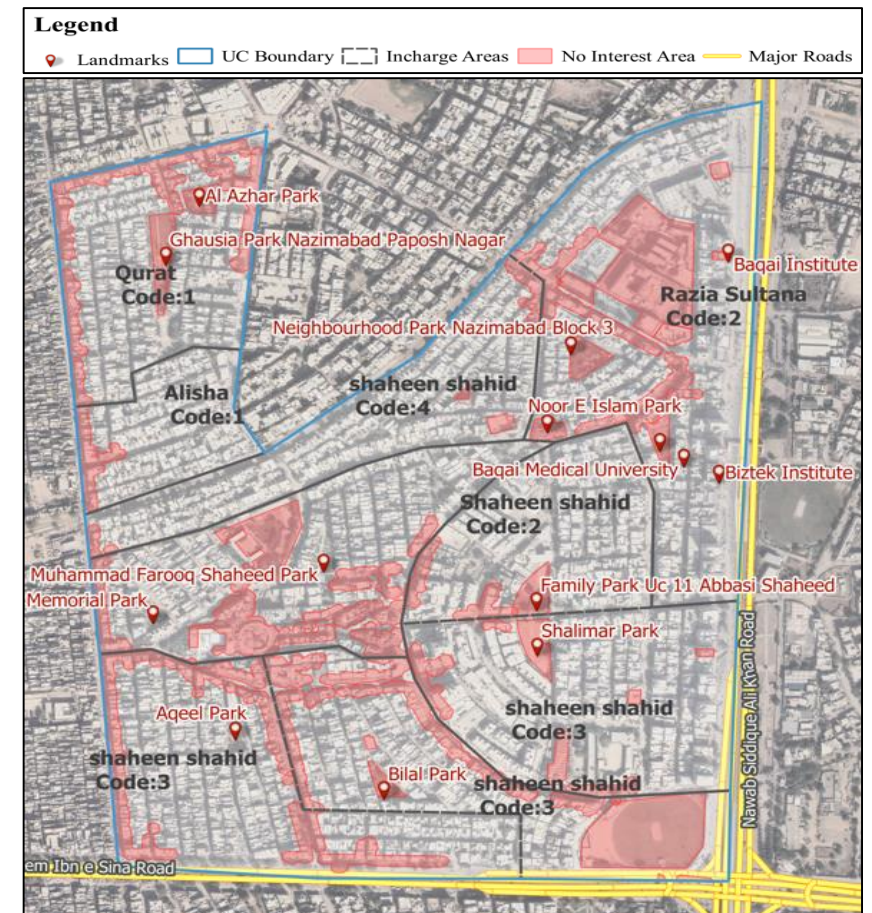 Legend
Landmarks UC Boundary Incharge Areas No Interest Area Major Roads
Al Azhar Park
Ghausia Park Nazimabad Paposh Nagar
Qurat
Code:1
Baqai Institute
Razia Sultana
Code:2
Neighbourhood Park Nazimabad Block 3
Alisha
Code:1
shaheen shahid
Code:4
Noor E Islam Park
Baqai Medical University
Biztek Institute
Shaheen shahid
Code:2
Muhammad Farooq Shaheed Park
Family Park Uc 11 Abbasi Shaheed
Memorial Park
Shalimar Park
Nawab Siddique Ali Khan Road
Aqeel Park
shaheen shahid
Code:3
shaheen shahid
Code:3
Bilal Park
shaheen shahid
Code:3
em Ibn e Sina Road